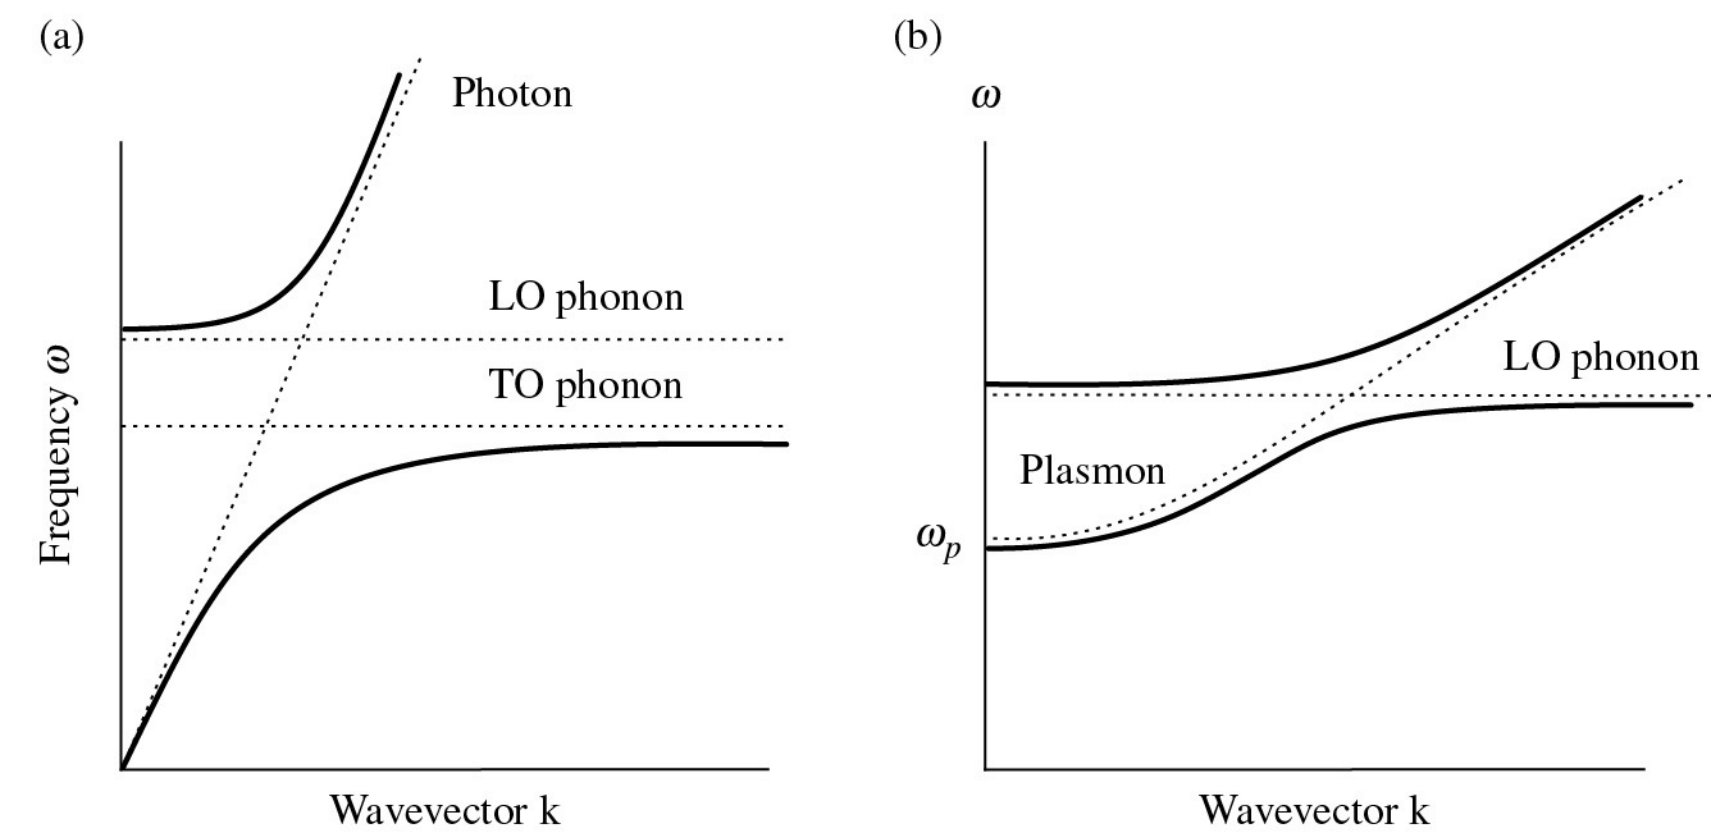 (a)
Photon
LO phonon
TO phonon
Frequency ω
Wavevector k
(b)
ω
LO phonon
Plasmon
ωp
Wavevector k